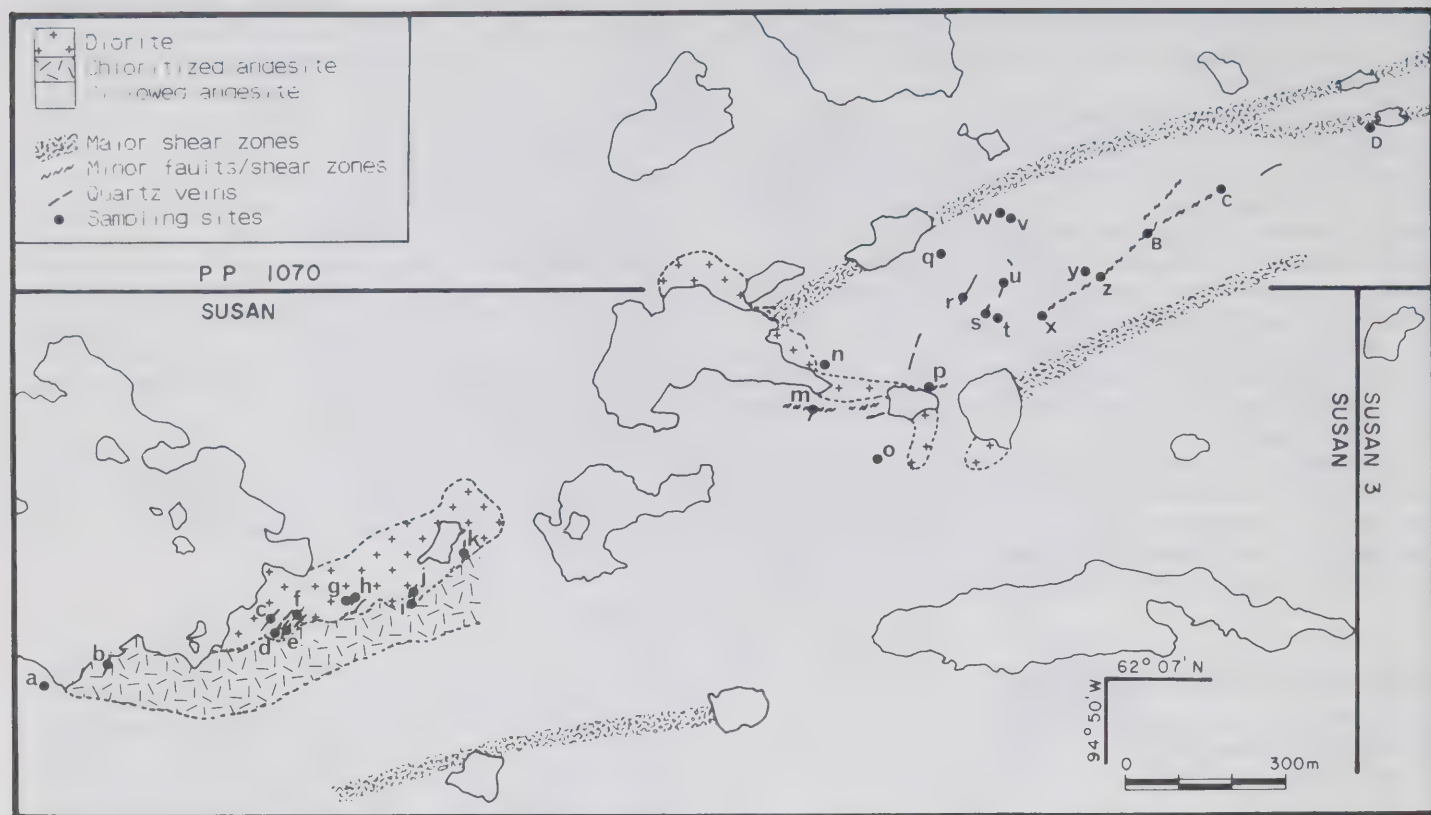 Diorite
Chloritized andesite
andesite
Major shear zones
Minor faults/shear zones
Quartz veins
Sampling sites
PP 1070
SUSAN
SUSAN
SUSAN 3
D
C
B
w
v
q
y
z
u
r
s
t
x
n
p
m
o
k
j
g
h
i
f
c
d
e
b
a
62° 07' N
94° 50' W
0
300m